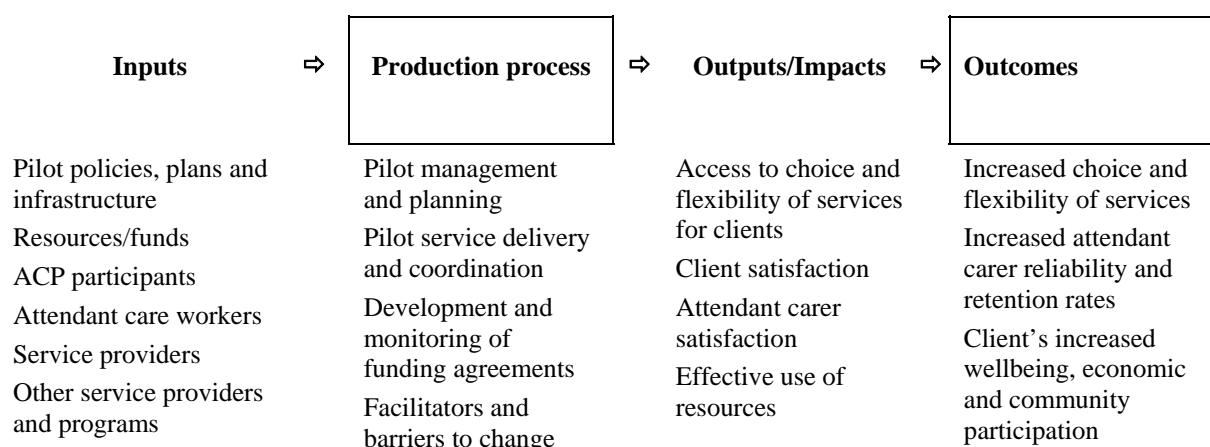 Inputs ⇨ Production process ⇨ Outputs/Impacts ⇨ Outcomes
Pilot policies, plans and
infrastructure
Resources/funds
ACP participants
Attendant care workers
Service providers
Other service providers
and programs
Pilot management
and planning
Pilot service delivery
and coordination
Development and
monitoring of
funding agreements
Facilitators and
barriers to change
Access to choice and
flexibility of services
for clients
Client satisfaction
Attendant carer
satisfaction
Effective use of
resources
Increased choice and
flexibility of services
Increased attendant
carer reliability and
retention rates
Client’s increased
wellbeing, economic
and community
participation